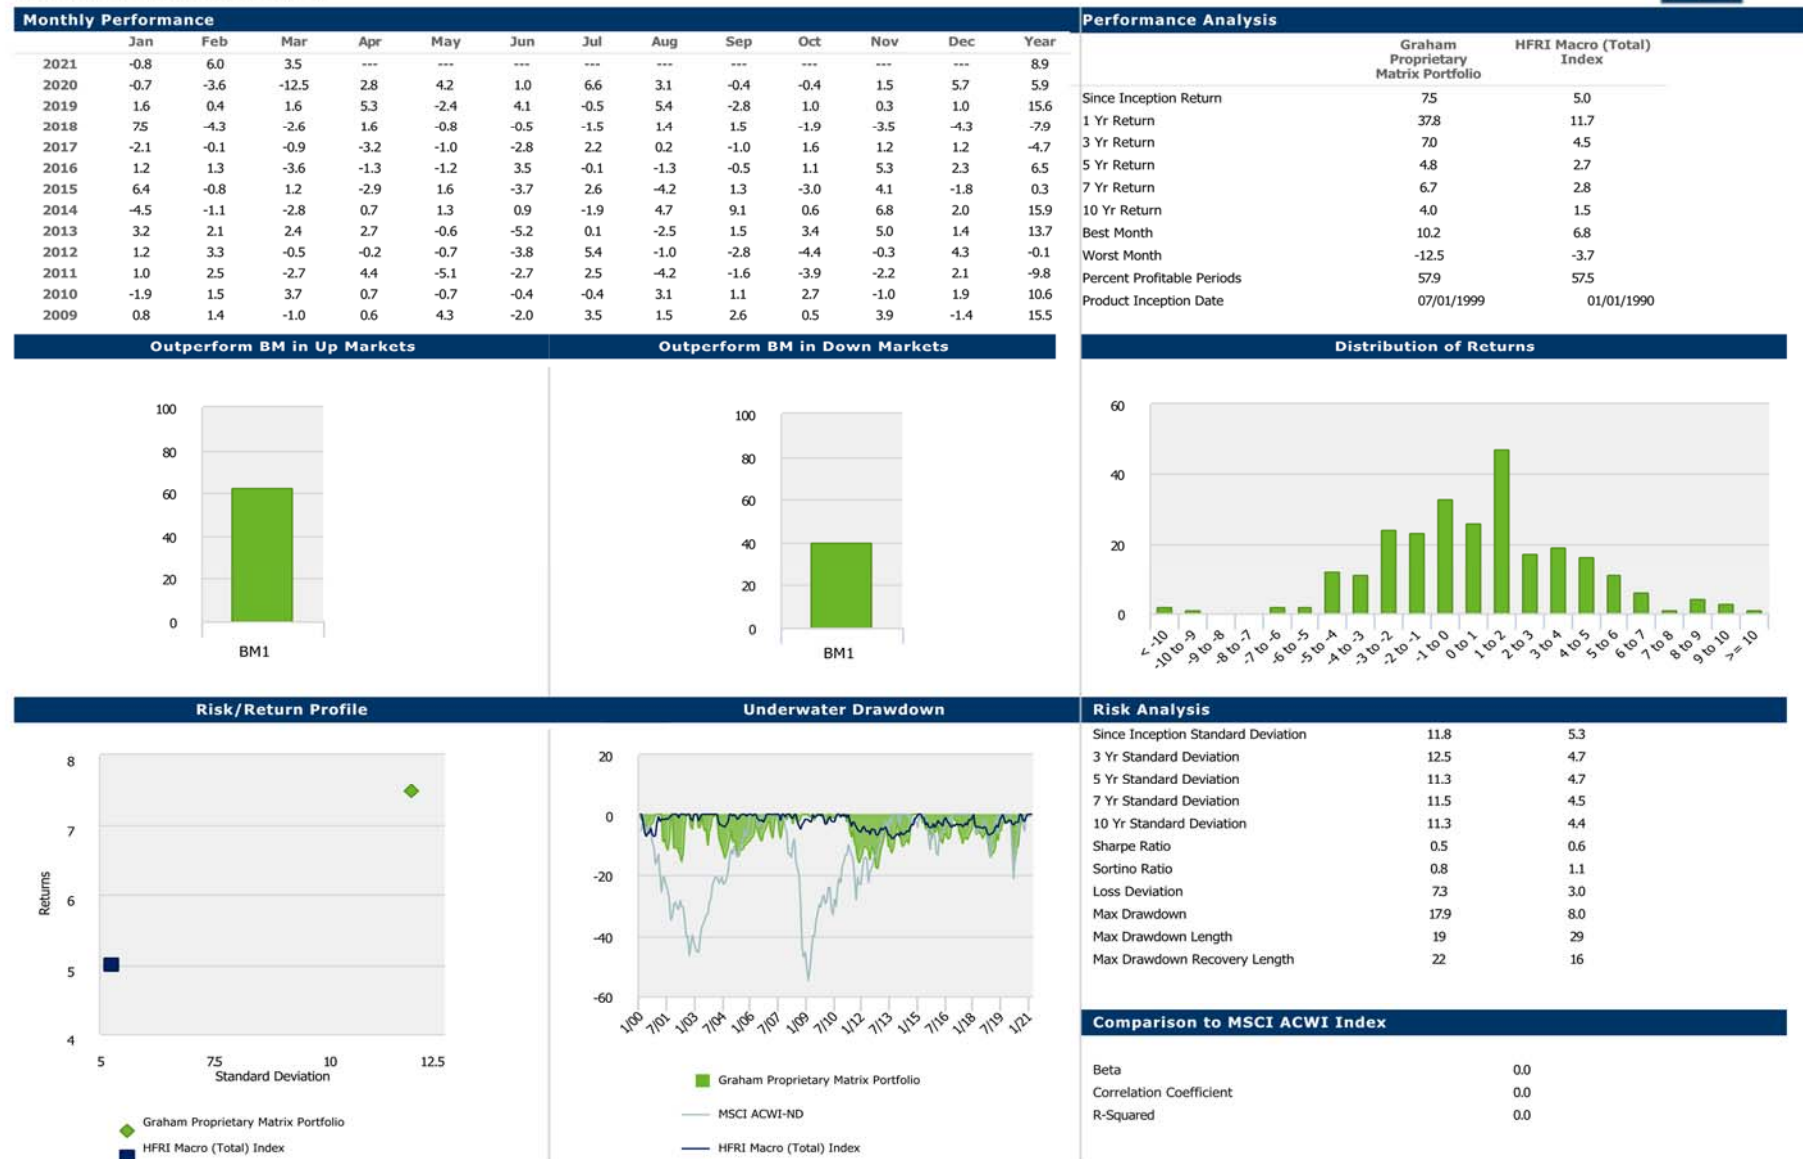 Monthly Performance
Jan Feb Mar Apr May Jun Jul Aug Sep Oct Nov Dec Year
2021 -0.8 6.0 3.5 --- --- --- --- --- --- --- --- --- 8.9
2020 -0.7 -3.6 -12.5 2.8 4.2 1.0 6.6 3.1 -0.4 -0.4 1.5 5.7 5.9
2019 1.6 0.4 1.6 5.3 -2.4 4.1 -0.5 5.4 -2.8 1.0 0.3 1.0 15.6
2018 7.5 -4.3 -2.6 1.6 -0.8 -0.5 -1.5 1.4 1.5 -1.9 -3.5 -4.3 -7.9
2017 -2.1 -0.1 -0.9 -3.2 -1.0 -2.8 2.2 0.2 -1.0 1.6 1.2 1.2 -4.7
2016 1.2 1.3 -3.6 -1.3 -1.2 3.5 -0.1 -1.3 -0.5 1.1 5.3 2.3 6.5
2015 6.4 -0.8 1.2 -2.9 1.6 -3.7 2.6 -4.2 1.3 -3.0 4.1 -1.8 0.3
2014 -4.5 -1.1 -2.8 0.7 1.3 0.9 -1.9 4.7 9.1 0.6 6.8 2.0 15.9
2013 3.2 2.1 2.4 2.7 -0.6 -5.2 0.1 -2.5 1.5 3.4 5.0 1.4 13.7
2012 1.2 3.3 -0.5 -0.2 -0.7 -3.8 5.4 -1.0 -2.8 -4.4 -0.3 4.3 -0.1
2011 1.0 2.5 -2.7 4.4 -5.1 -2.7 2.5 -4.2 -1.6 -3.9 -2.2 2.1 -9.8
2010 -1.9 1.5 3.7 0.7 -0.7 -0.4 -0.4 3.1 1.1 2.7 -1.0 1.9 10.6
2009 0.8 1.4 -1.0 0.6 4.3 -2.0 3.5 1.5 2.6 0.5 3.9 -1.4 15.5
Performance Analysis
Graham HFRI Macro (Total)
Proprietary Index
Matrix Portfolio
Since Inception Return 7.5 5.0
1 Yr Return 37.8 11.7
3 Yr Return 7.0 4.5
5 Yr Return 4.8 2.7
7 Yr Return 6.7 2.8
10 Yr Return 4.0 1.5
Best Month 10.2 6.8
Worst Month -12.5 -3.7
Percent Profitable Periods 57.9 57.5
Product Inception Date 07/01/1999 01/01/1990
Outperform BM in Up Markets
100
80
60
40
20
0
BM1
Outperform BM in Down Markets
100
80
60
40
20
0
BM1
Distribution of Returns
60
40
20
0
< -10 -10 to -9 -9 to -8 -8 to -7 -7 to -6 -6 to -5 -5 to -4 -4 to -3 -3 to -2 -2 to -1 -1 to 0 0 to 1 1 to 2 2 to 3 3 to 4 4 to 5 5 to 6 6 to 7 7 to 8 8 to 9 9 to 10 >= 10
Risk/Return Profile
8
7
6
5
4
Returns
5 7.5 10 12.5
Standard Deviation
Graham Proprietary Matrix Portfolio
HFRI Macro (Total) Index
Underwater Drawdown
20
0
-20
-40
-60
1/00 7/01 1/03 7/04 1/06 7/07 1/09 7/10 1/12 7/13 1/15 7/16 1/18 7/19 1/21
Graham Proprietary Matrix Portfolio
MSCI ACWI-ND
HFRI Macro (Total) Index
Risk Analysis
Since Inception Standard Deviation 11.8 5.3
3 Yr Standard Deviation 12.5 4.7
5 Yr Standard Deviation 11.3 4.7
7 Yr Standard Deviation 11.5 4.5
10 Yr Standard Deviation 11.3 4.4
Sharpe Ratio 0.5 0.6
Sortino Ratio 0.8 1.1
Loss Deviation 7.3 3.0
Max Drawdown 17.9 8.0
Max Drawdown Length 19 29
Max Drawdown Recovery Length 22 16
Comparison to MSCI ACWI Index
Beta 0.0
Correlation Coefficient 0.0
R-Squared 0.0